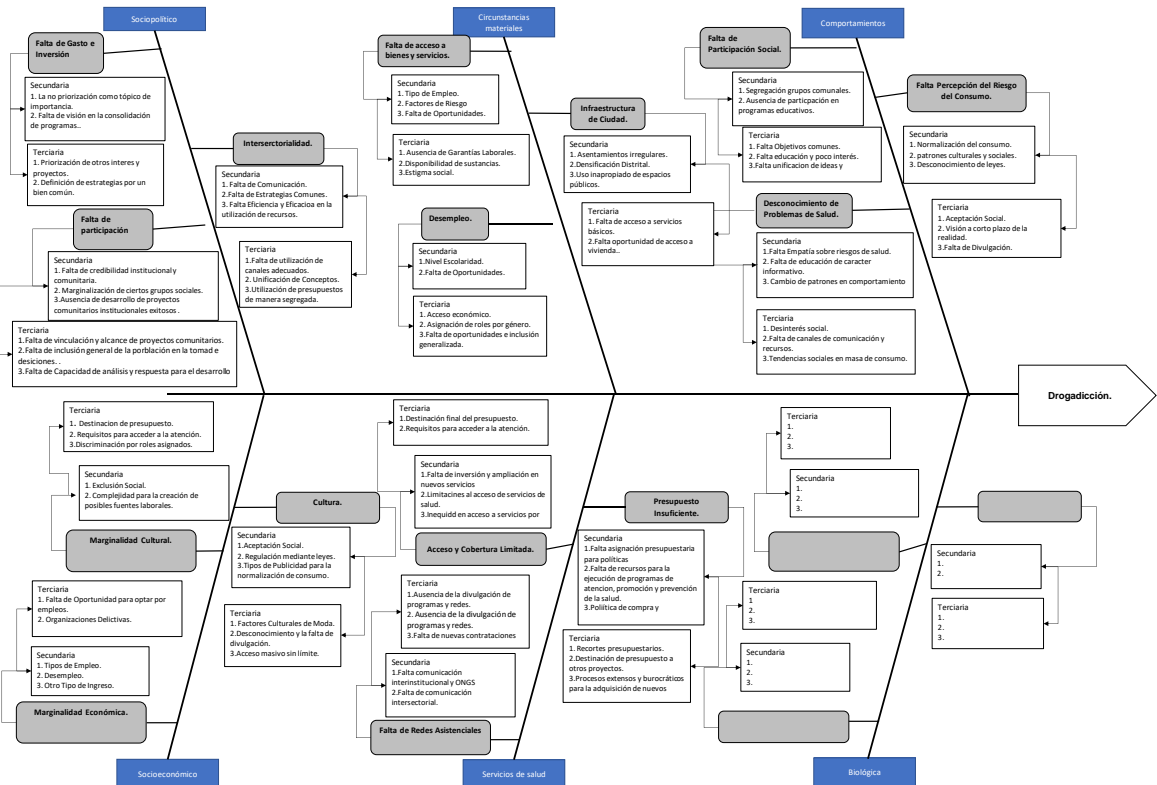 Sociopolítico
Falta de Gasto e
Inversión
Secundaria
1. La no priorización como tópico de
importancia.
2. Falta de visión en la consolidación
de programas..
Terciaria
1. Priorización de otros interes y
proyectos.
2. Definición de estrategias por un
bien común.
Interserctorialidad.
Secundaria
1. Falta de Comunicación.
2.Falta de Estrategias Comunes.
3. Falta Eficiencia y Eficacioa en la
utilización de recursos.
Terciaria
1.Falta de utilización de
canales adecuados.
2. Unificación de Conceptos.
3.Utilización de presupuestos
de manera segregada.
Falta de
participación
Secundaria
1. Falta de credibilidad institucional y
comunitaria.
2. Marginalización de ciertos grupos sociales.
3.Ausencia de desarrollo de proyectos
comunitarios institucionales exitosos .
Terciaria
1.Falta de vinculación y alcance de proyectos comunitarios.
2.Falta de inclusión general de la porblación en la tomad e
desiciones. .
3.Falta de Capacidad de análisis y respuesta para el desarrollo
Circunstancias
materiales
Falta de acceso a
bienes y servicios.
Secundaria
1. Tipo de Empleo.
2. Factores de Riesgo
3. Falta de Oportunidades.
Terciaria
1. Ausencia de Garantías Laborales.
2.Disponibilidad de sustancias.
3.Estigma social.
Infraestructura
de Ciudad.
Secundaria
1. Asentamientos irregulares.
2.Densificación Distrital.
3.Uso inapropiado de espacios
públicos.
Terciaria
1. Falta de acceso a servicios
básicos.
2.Falta oportunidad de acceso a
vivienda..
Desempleo.
Secundaria
1.Nivel Escolaridad.
2.Falta de Oportunidades.
Terciaria
1. Acceso económico.
2. Asignación de roles por género.
3.Falta de oportunidades e inclusión
generalizada.
Comportamientos
Falta de
Participación Social.
Secundaria
1. Segregación grupos comunales.
2. Ausencia de particpación en
programas educativos.
Terciaria
1. Falta Objetivos comunes.
2. Falta educación y poco interés.
3.Falta unificacion de ideas y
Falta Percepción del Riesgo
del Consumo.
Secundaria
1. Normalización del consumo.
2. patrones culturales y sociales.
3. Desconocimiento de leyes.
Terciaria
1. Aceptación Social.
2. Visión a corto plazo de la
realidad.
3.Falta de Divulgación.
Desconocimiento de
Problemas de Salud.
Secundaria
1.Falta Empatía sobre riesgos de salud.
2. Falta de educación de caracter
informativo.
3. Cambio de patrones en comportamiento
Terciaria
1. Desinterés social.
2.Falta de canales de comunicación y
recursos.
3.Tendencias sociales en masa de consumo.
Drogadicción.
Terciaria
1. Destinacion de presupuesto.
2. Requisitos para acceder a la atención.
3.Discriminación por roles asignados.
Secundaria
1. Exclusión Social.
2. Complejidad para la creación de
posibles fuentes laborales.
Marginalidad Cultural.
Cultura.
Secundaria
1.Aceptación Social.
2. Regulación mediante leyes.
3.Tipos de Publicidad para la
normalización de consumo.
Terciaria
1. Factores Culturales de Moda.
2.Desconocimiento y la falta de
divulgación.
3.Acceso masivo sin límite.
Terciaria
1. Falta de Oportunidad para optar por
empleos.
2. Organizaciones Delictivas.
Secundaria
1. Tipos de Empleo.
2. Desempleo.
3. Otro Tipo de Ingreso.
Marginalidad Económica.
Socioeconómico
Terciaria
1.Destinación final del presupuesto.
2.Requisitos para acceder a la atención.
Secundaria
1.Falta de inversión y ampliación en
nuevos servicios
2.Limitacines al acceso de servicios de
salud.
3.Inequidd en acceso a servicios por
Acceso y Cobertura Limitada.
Presupuesto
Insuficiente.
Secundaria
1.Falta asignación presupuestaria
para políticas
2.Falta de recursos para la
ejecución de programas de
atencion, promoción y prevención
de la salud.
3.Poliítica de compra y
Terciaria
1. Recortes presupuestarios.
2.Destinación de presupuesto a
otros proyectos.
3.Procesos extensos y burocráticos
para la adquisición de nuevos
Terciaria
1.Ausencia de la divulgación de
programas y redes.
2. Ausencia de la divulgación de
programas y redes.
3.Falta de nuevas contrataciones
Secundaria
1.Falta comunicación
interinstitucional y ONGS
2.Falta de comunicación
intersectorial.
Falta de Redes Asistenciales
Servicios de salud
Terciaria
1.
2.
3.
Secundaria
1.
2.
3.
Secundaria
1.
2.
Terciaria
1.
2.
3.
Terciaria
1
2.
3.
Secundaria
1.
2.
3.
Biológica